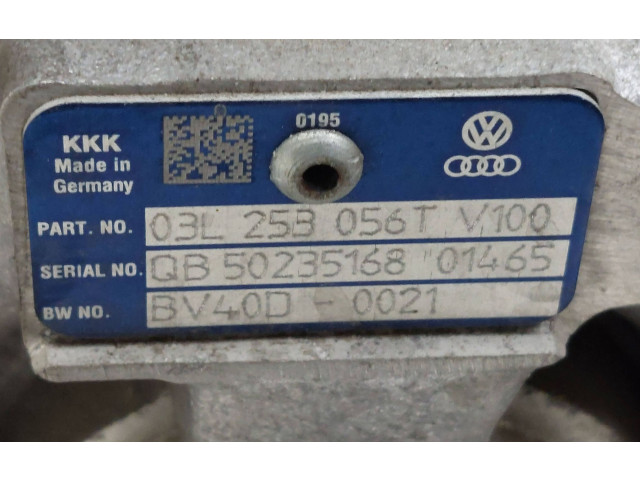 KKK
Made in
Germany
0195
PART. NO. 03L 253 056T V100
SERIAL NO. QB 50235168 01465
BW NO. BV40D - 0021